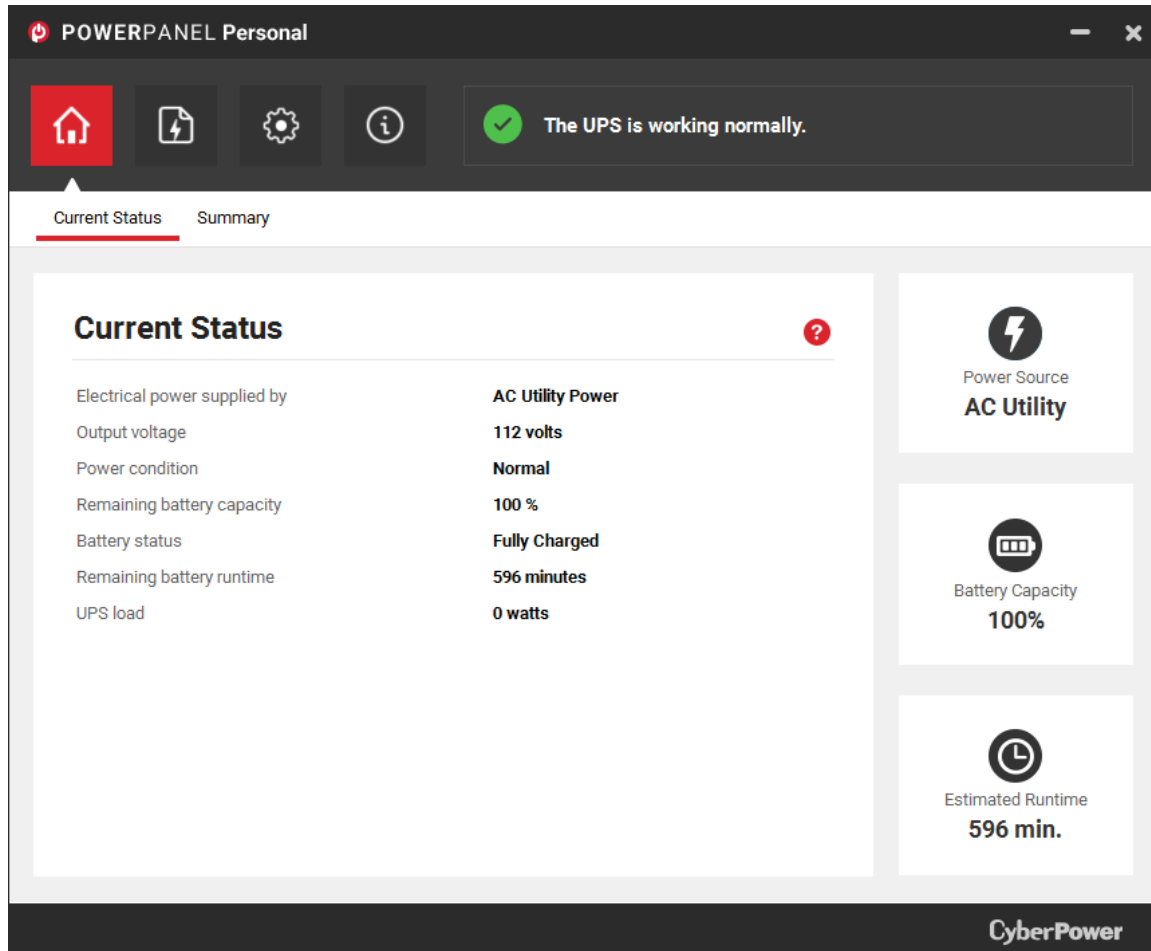 POWERPANEL Personal
The UPS is working normally.
Current Status Summary
Current Status
?
Electrical power supplied by AC Utility Power
Output voltage 112 volts
Power condition Normal
Remaining battery capacity 100 %
Battery status Fully Charged
Remaining battery runtime 596 minutes
UPS load 0 watts
Power Source
AC Utility
Battery Capacity
100%
Estimated Runtime
596 min.
CyberPower